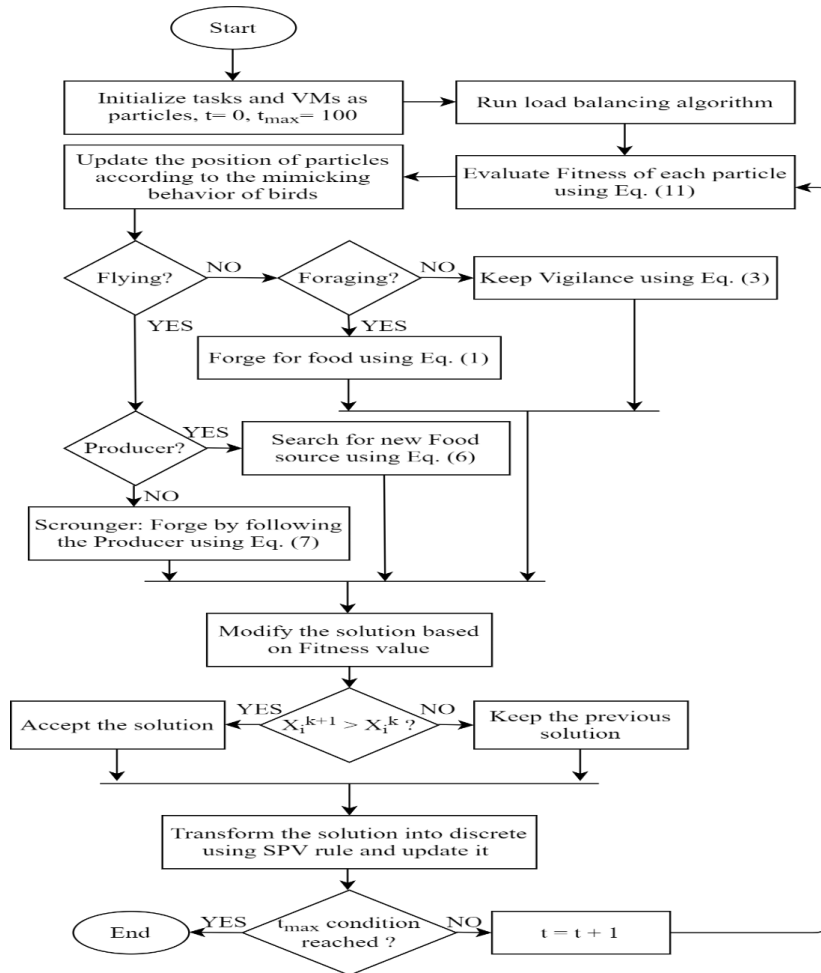 Start
Initialize tasks and VMs as
particles, t= 0, tmax= 100
Run load balancing algorithm
Update the position of particles
according to the mimicking
behavior of birds
Evaluate Fitness of each particle
using Eq. (11)
Flying?
NO
Foraging?
NO
Keep Vigilance using Eq. (3)
YES
YES
Forge for food using Eq. (1)
Producer?
YES
Search for new Food
source using Eq. (6)
NO
Scrounger: Forge by following
the Producer using Eq. (7)
Modify the solution based
on Fitness value
Accept the solution
YES
Xi^k+1 > Xi^k ?
NO
Keep the previous
solution
Transform the solution into discrete
using SPV rule and update it
End
YES
tmax condition
reached ?
NO
t = t + 1